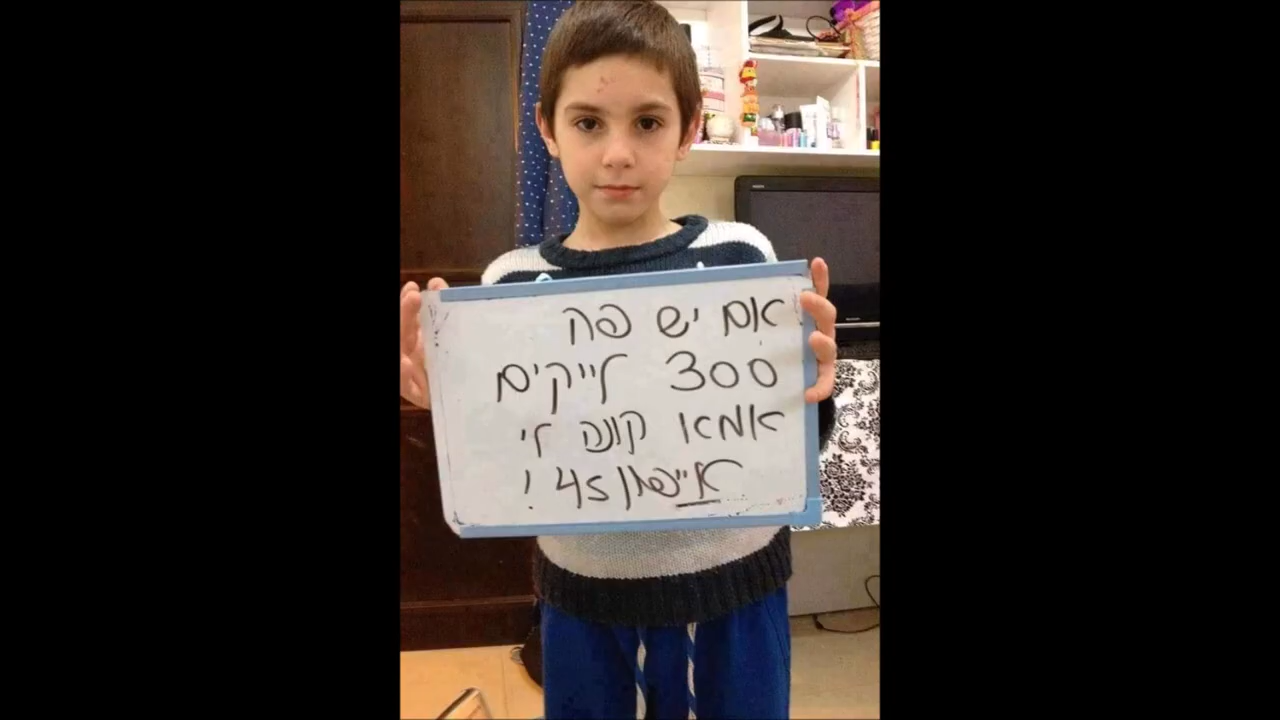 אם יש פה
300 לייקים
אמא קונה לי
אייפון 4s !